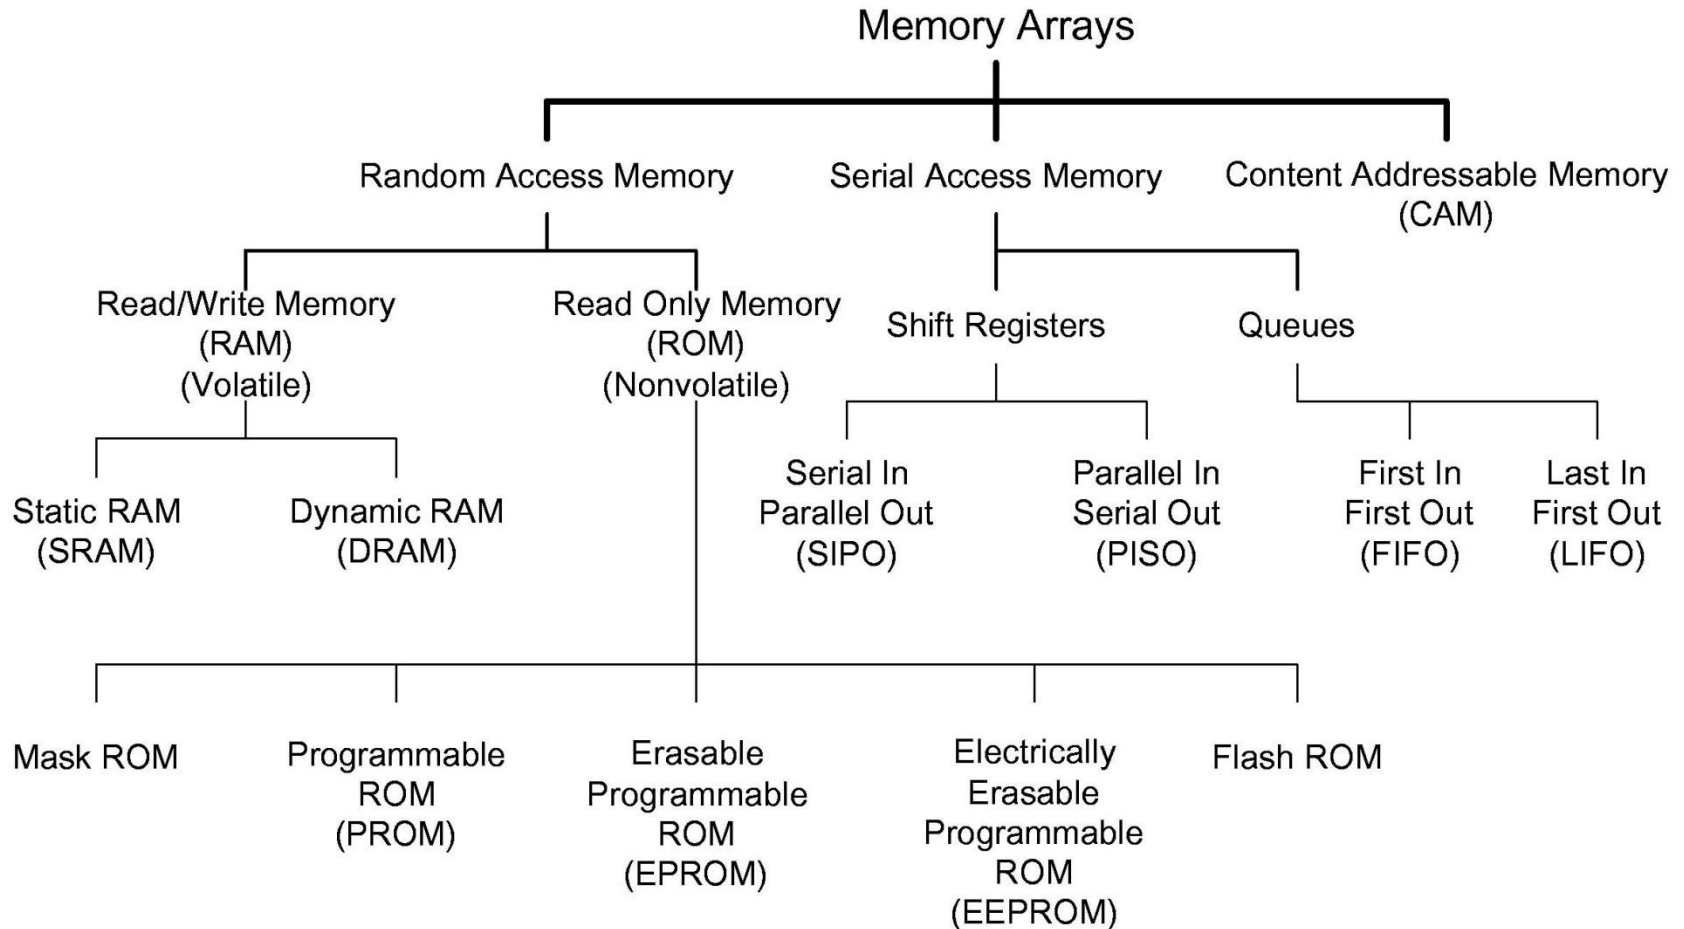 Memory Arrays
Random Access Memory
Serial Access Memory
Content Addressable Memory
(CAM)
Read/Write Memory
(RAM)
(Volatile)
Read Only Memory
(ROM)
(Nonvolatile)
Shift Registers
Queues
Static RAM
(SRAM)
Dynamic RAM
(DRAM)
Serial In
Parallel Out
(SIPO)
Parallel In
Serial Out
(PISO)
First In
First Out
(FIFO)
Last In
First Out
(LIFO)
Mask ROM
Programmable
ROM
(PROM)
Erasable
Programmable
ROM
(EPROM)
Electrically
Erasable
Programmable
ROM
(EEPROM)
Flash ROM